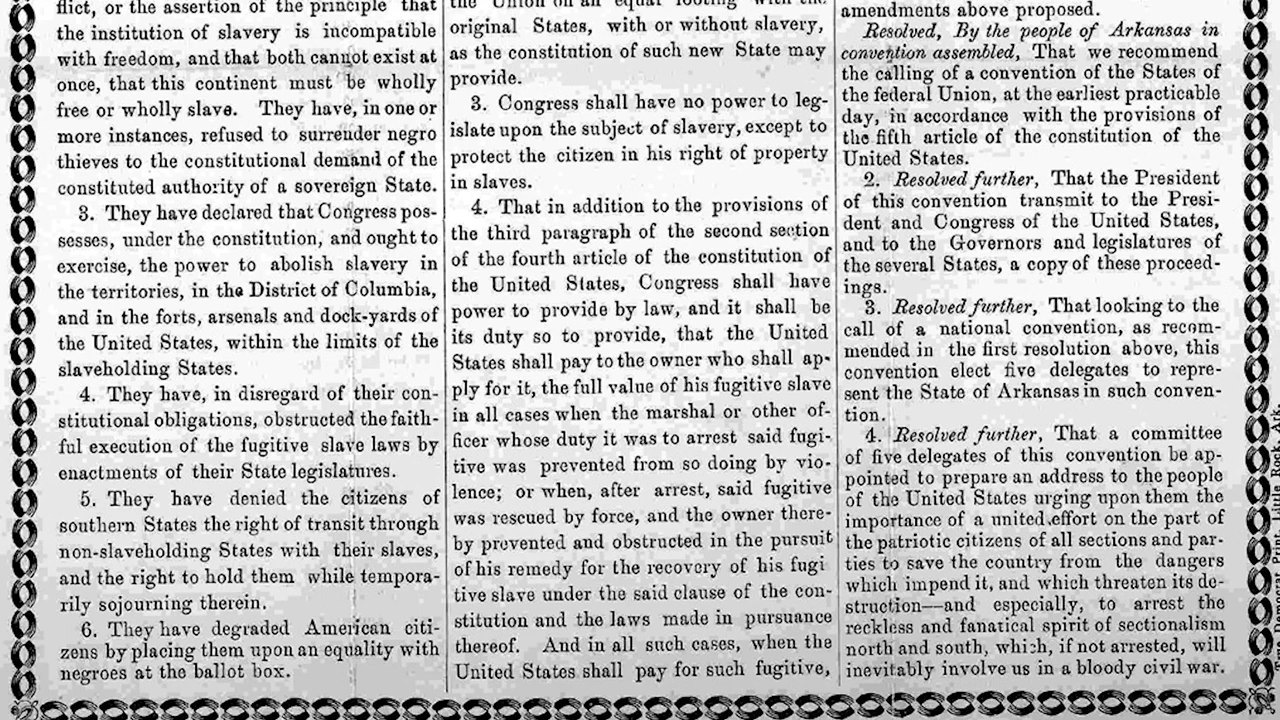 flict, or the assertion of the principle that
the institution of slavery is incompatible
with freedom, and that both cannot exist at
once, that this continent must be wholly
free or wholly slave. They have, in one or
more instances, refused to surrender negro
thieves to the constitutional demand of the
constituted authority of a sovereign State.
3. They have declared that Congress pos-
sesses, under the constitution, and ought to
exercise, the power to abolish slavery in
the territories, in the District of Columbia,
and in the forts, arsenals and dock-yards of
the United States, within the limits of the
slaveholding States.
4. They have, in disregard of their con-
stitutional obligations, obstructed the faith-
ful execution of the fugitive slave laws by
enactments of their State legislatures.
5. They have denied the citizens of
southern States the right of transit through
non-slaveholding States with their slaves,
and the right to hold them while tempora-
rily sojourning therein.
6. They have degraded American citi-
zens by placing them upon an equality with
negroes at the ballot box.
the Union on an equal footing with the
original States, with or without slavery,
as the constitution of such new State may
provide.
3. Congress shall have no power to leg-
islate upon the subject of slavery, except to
protect the citizen in his right of property
in slaves.
4. That in addition to the provisions of
the third paragraph of the second section
of the fourth article of the constitution of
the United States, Congress shall have
power to provide by law, and it shall be
its duty so to provide, that the United
States shall pay to the owner who shall ap-
ply for it, the full value of his fugitive slave
in all cases when the marshal or other of-
ficer whose duty it was to arrest said fugi-
tive was prevented from so doing by vio-
lence; or when, after arrest, said fugitive
was rescued by force, and the owner there-
by prevented and obstructed in the pursuit
of his remedy for the recovery of his fugi
tive slave under the said clause of the con-
stitution and the laws made in pursuance
thereof. And in all such cases, when the
United States shall pay for such fugitive,
amendments above proposed.
Resolved, By the people of Arkansas in
convention assembled, That we recommend
the calling of a convention of the States of
the federal Union, at the earliest practicable
day, in accordance with the provisions of
the fifth article of the constitution of the
United States.
2. Resolved further, That the President
of this convention transmit to the Presi-
dent and Congress of the United States,
and to the Governors and legislatures of
the several States, a copy of these proceed-
ings.
3. Resolved further, That looking to the
call of a national convention, as recom-
mended in the first resolution above, this
convention elect five delegates to repre-
sent the State of Arkansas in such conven-
tion.
4. Resolved further, That a committee
of five delegates of this convention be ap-
pointed to prepare an address to the people
of the United States urging upon them the
importance of a united effort on the part of
the patriotic citizens of all sections and par-
ties to save the country from the dangers
which impend it, and which threaten its de-
struction—and especially, to arrest the
reckless and fanatical spirit of sectionalism
north and south, which, if not arrested, will
inevitably involve us in a bloody civil war.
Print, Little Rock, Ark.